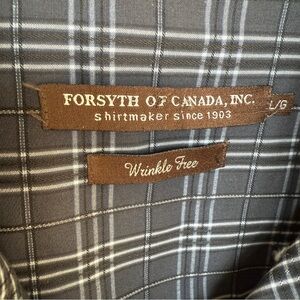 FORSYTH OF CANADA, INC.
shirtmaker since 1903
L/G
Wrinkle Free